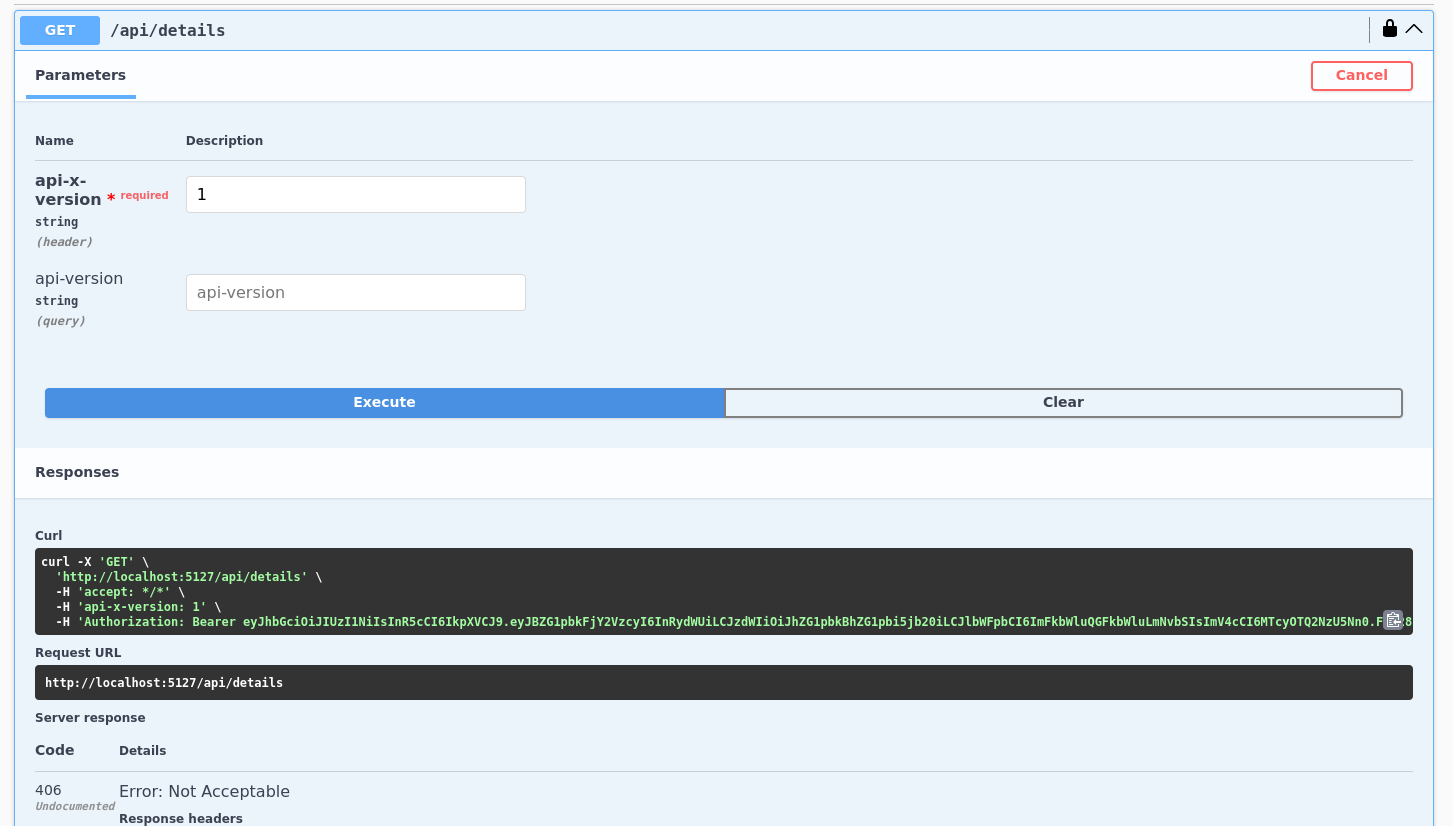 GET /api/details
Parameters
Cancel
Name Description
api-x-
version * required
1
string
(header)
api-version
api-version
string
(query)
Execute Clear
Responses
Curl
curl -X 'GET' \
'http://localhost:5127/api/details' \
-H 'accept: */*' \
-H 'api-x-version: 1' \
-H 'Authorization: Bearer eyJhbGciOiJIUzI1NiIsInR5cCI6IkpXVCJ9.eyJBZG1pbkFjY2VzcyI6InRydWUiLCJzdWIiOiJhZG1pbkBhZG1pbi5jb20iLCJlbWFpbCI6ImFkbWluQGFkbWluLmNvbSIsImV4cCI6MTcyOTQ2NzU5Nn0.F
Request URL
http://localhost:5127/api/details
Server response
Code Details
406 Error: Not Acceptable
Undocumented
Response headers